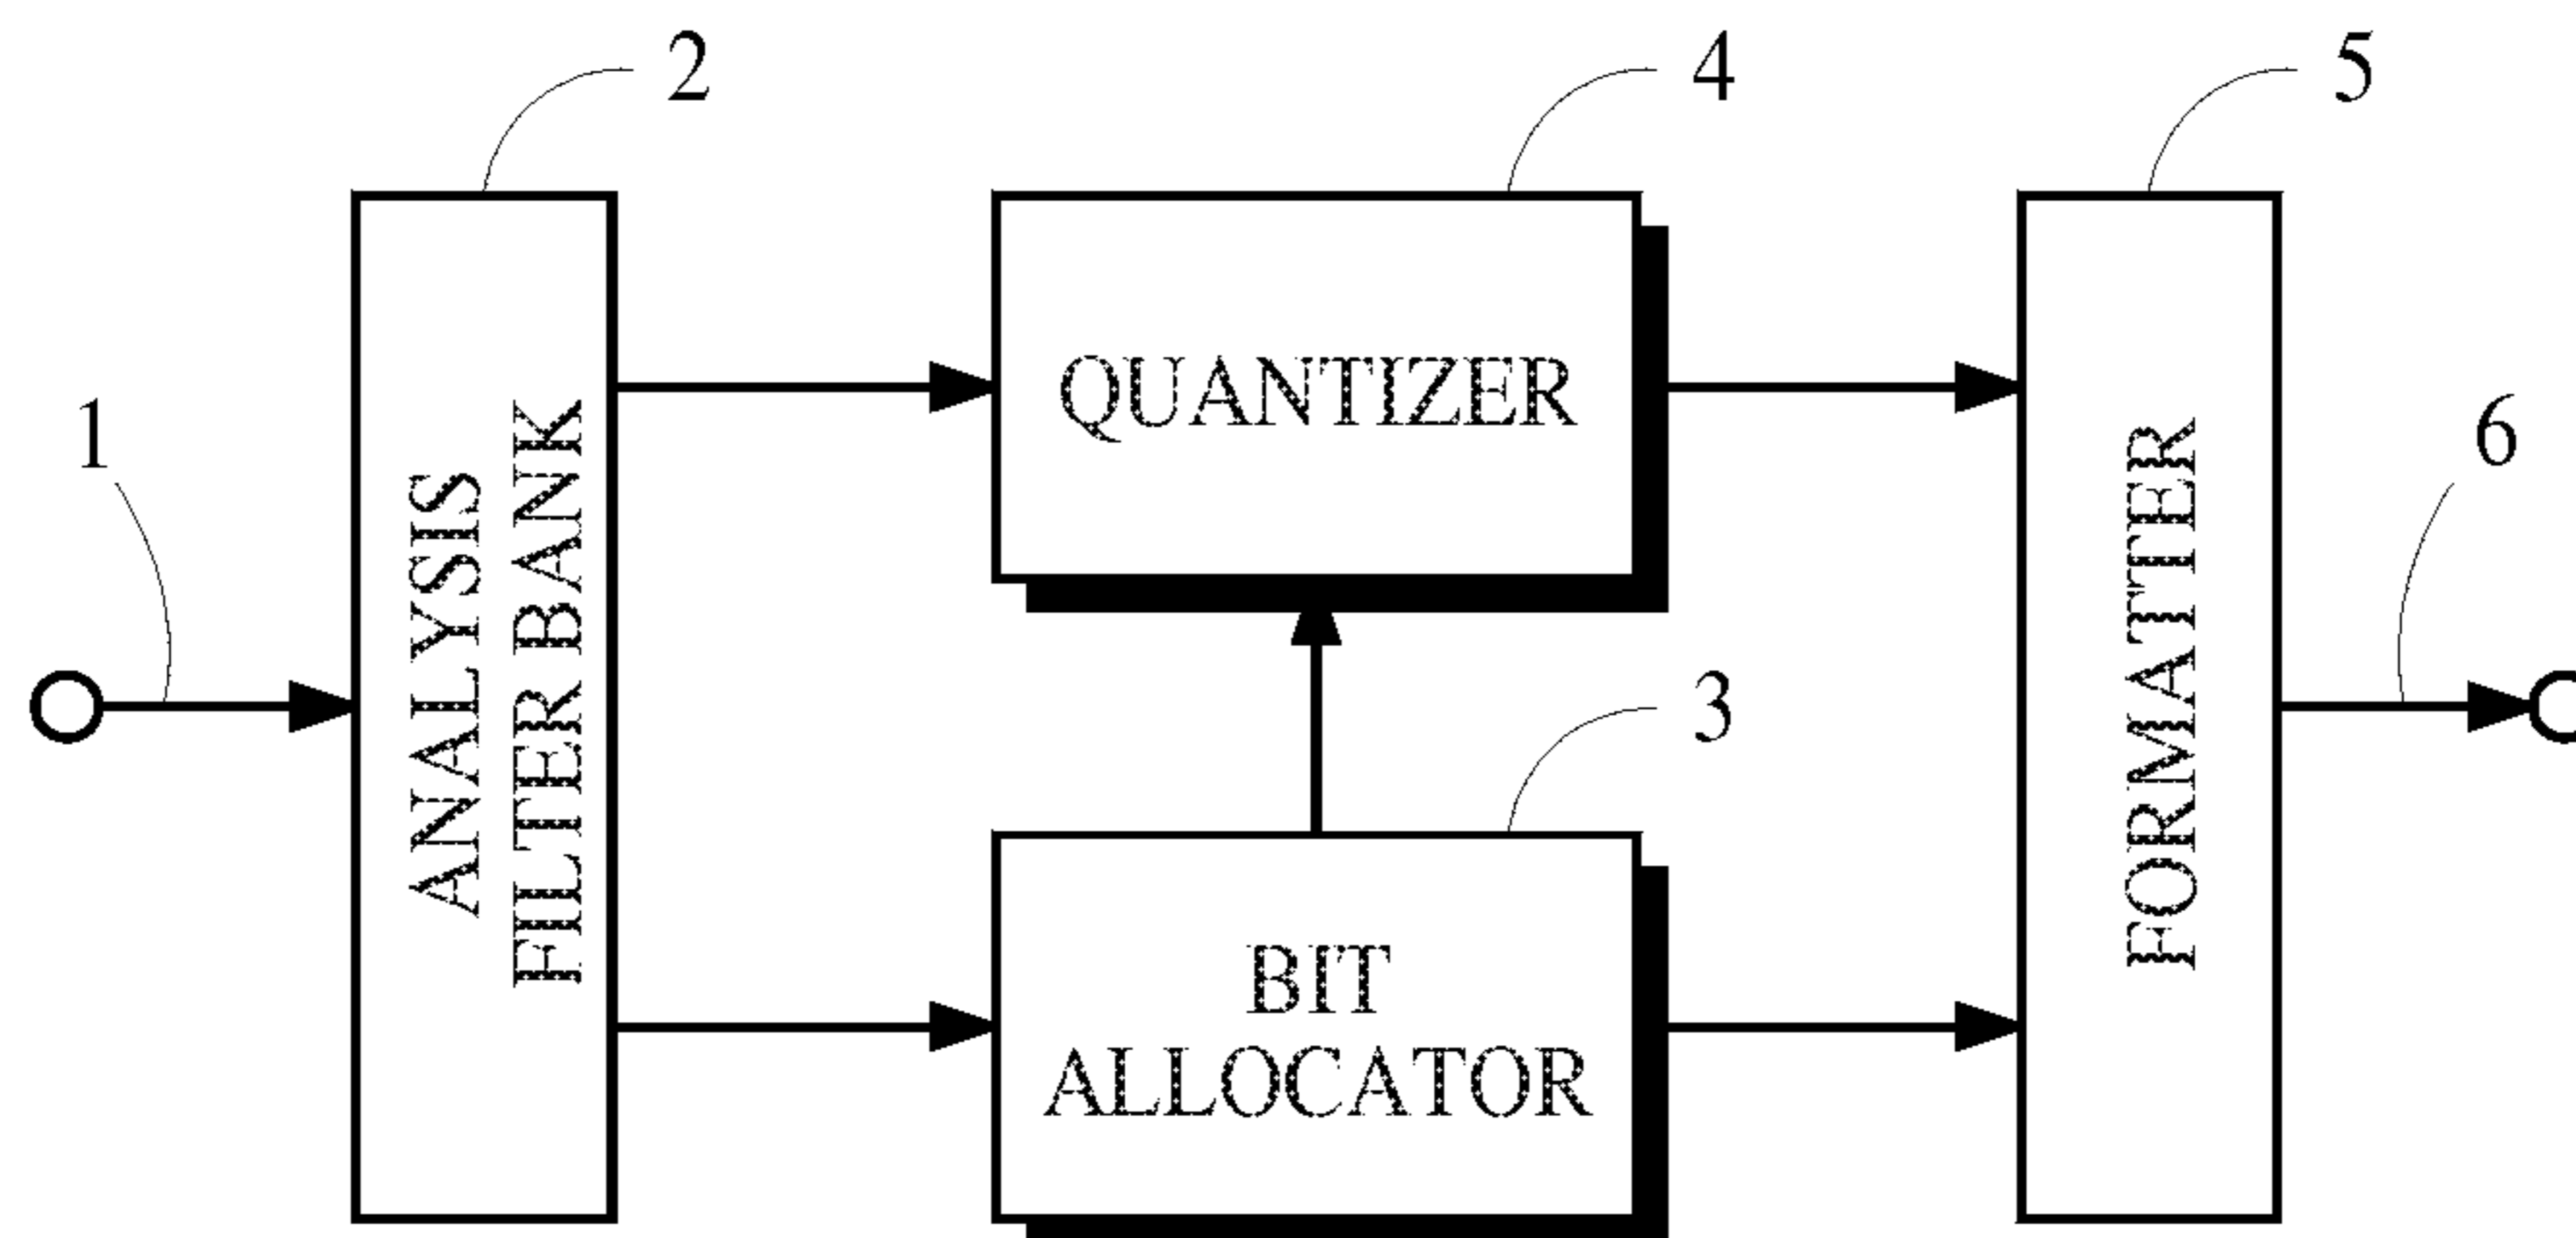 2
4
5
1
6
ANALYSIS
FILTER BANK
QUANTIZER
3
BIT
ALLOCATOR
FORMATTER